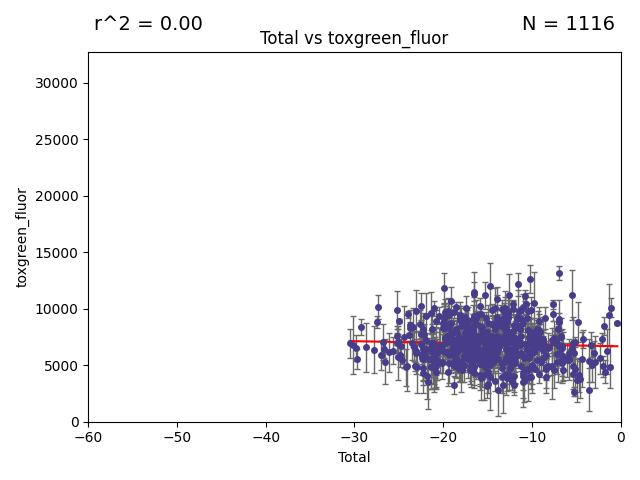 r^2 = 0.00
N = 1116
Total vs toxgreen_fluor
30000
25000
20000
15000
10000
5000
0
toxgreen_fluor
−60
−50
−40
−30
−20
−10
0
Total